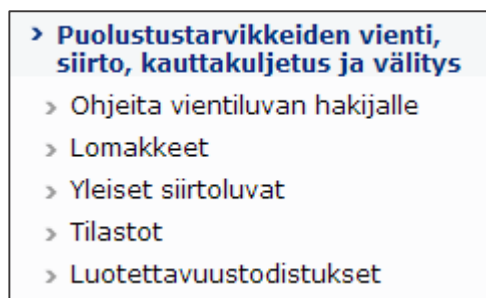 Puolustustarvikkeiden vienti,
siirto, kauttakuljetus ja välitys
Ohjeita vientiluvan hakijalle
Lomakkeet
Yleiset siirtoluvat
Tilastot
Luotettavuustodistukset